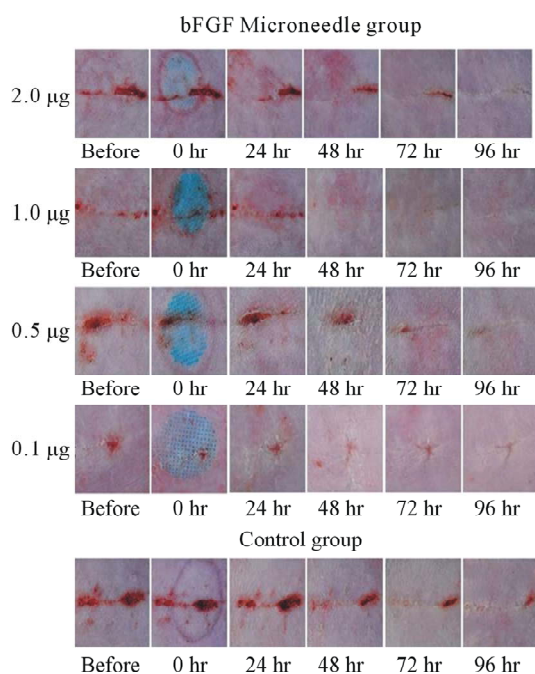 bFGF Microneedle group
2.0 μg
Before 0 hr 24 hr 48 hr 72 hr 96 hr
1.0 μg
Before 0 hr 24 hr 48 hr 72 hr 96 hr
0.5 μg
Before 0 hr 24 hr 48 hr 72 hr 96 hr
0.1 μg
Before 0 hr 24 hr 48 hr 72 hr 96 hr
Control group
Before 0 hr 24 hr 48 hr 72 hr 96 hr